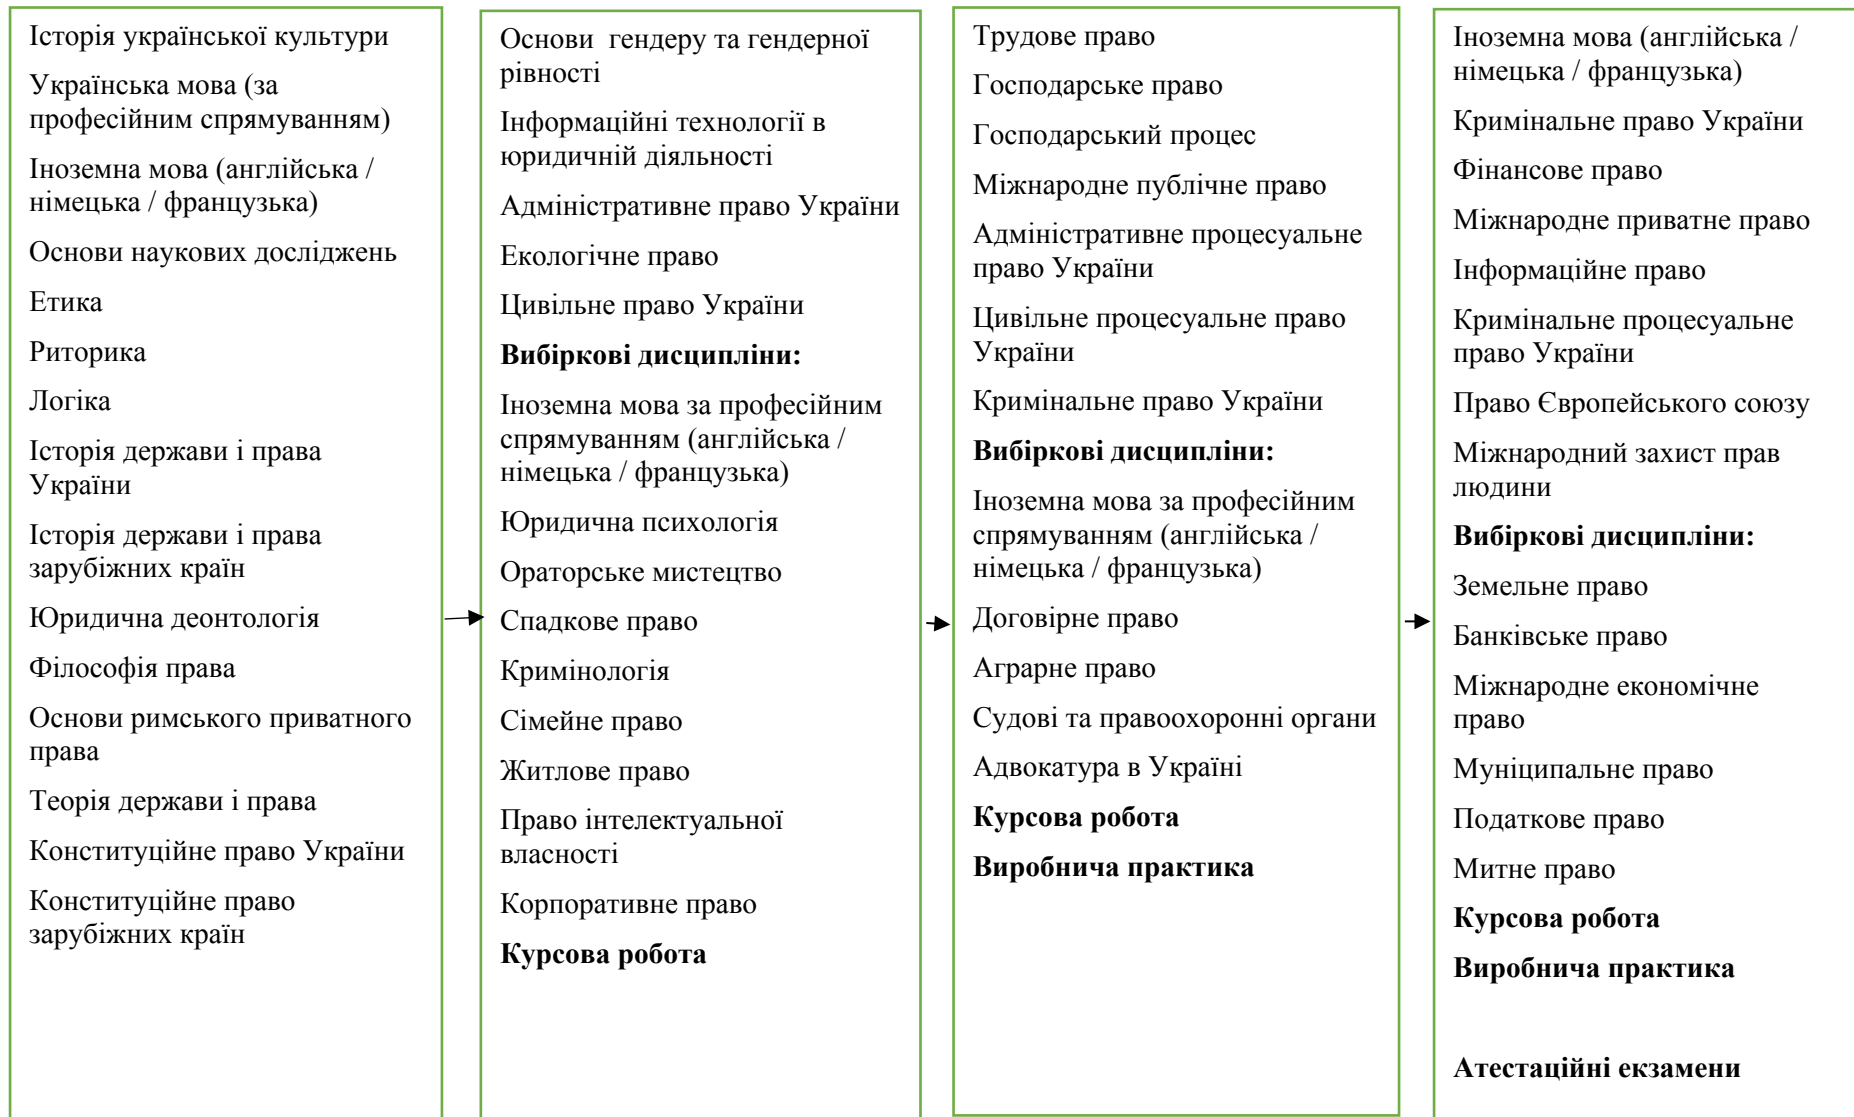 Історія української культури
Українська мова (за
професійним спрямуванням)
Іноземна мова (англійська /
німецька / французька)
Основи наукових досліджень
Етика
Риторика
Логіка
Історія держави і права
України
Історія держави і права
зарубіжних країн
Юридична деонтологія
Філософія права
Основи римського приватного
права
Теорія держави і права
Конституційне право України
Конституційне право
зарубіжних країн
Основи гендеру та гендерної
рівності
Інформаційні технології в
юридичній діяльності
Адміністративне право України
Екологічне право
Цивільне право України
Вибіркові дисципліни:
Іноземна мова за професійним
спрямуванням (англійська /
німецька / французька)
Юридична психологія
Ораторське мистецтво
Спадкове право
Кримінологія
Сімейне право
Житлове право
Право інтелектуальної
власності
Корпоративне право
Курсова робота
Трудове право
Господарське право
Господарський процес
Міжнародне публічне право
Адміністративне процесуальне
право України
Цивільне процесуальне право
України
Кримінальне право України
Вибіркові дисципліни:
Іноземна мова за професійним
спрямуванням (англійська /
німецька / французька)
Договірне право
Аграрне право
Судові та правоохоронні органи
Адвокатура в Україні
Курсова робота
Виробнича практика
Іноземна мова (англійська /
німецька / французька)
Кримінальне право України
Фінансове право
Міжнародне приватне право
Інформаційне право
Кримінальне процесуальне
право України
Право Європейського союзу
Міжнародний захист прав
людини
Вибіркові дисципліни:
Земельне право
Банківське право
Міжнародне економічне
право
Муніципальне право
Податкове право
Митне право
Курсова робота
Виробнича практика
Атестаційні екзамени